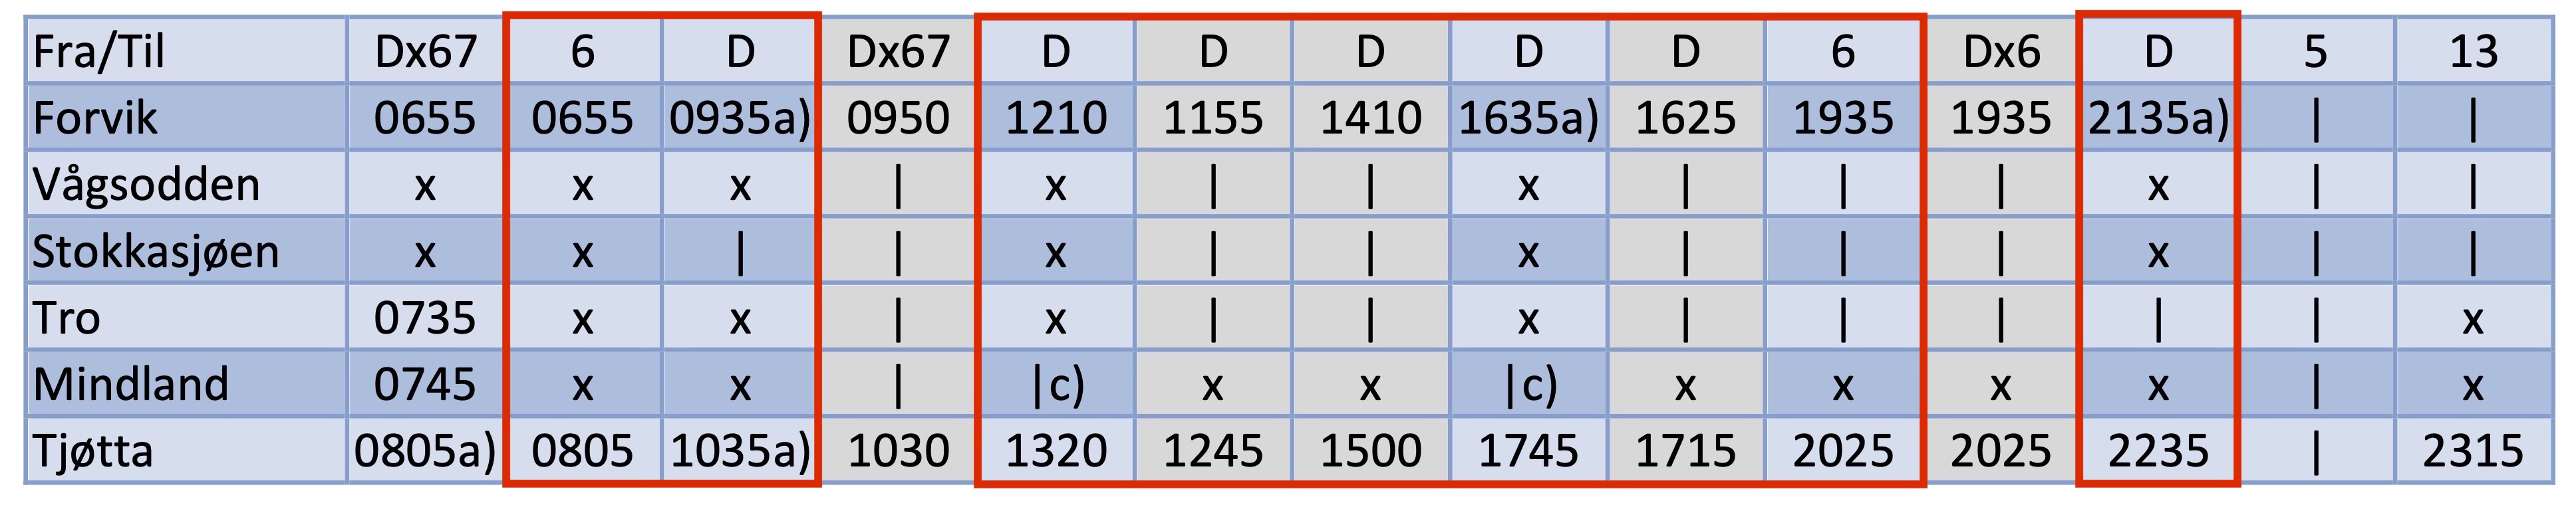 Fra/Til Dx67 6 D Dx67 D D D D D 6 Dx6 D 5 13
Forvik 0655 0655 0935a) 0950 1210 1155 1410 1635a) 1625 1935 1935 2135a) | |
Vågsodden x x x | x | | x | | | x | |
Stokkasjøen x x | | x | | x | | | x | |
Tro 0735 x x | x | | x | | | | | x
Mindland 0745 x x | |c) x x |c) x x x x | x
Tjøtta 0805a) 0805 1035a) 1030 1320 1245 1500 1745 1715 2025 2025 2235 | 2315